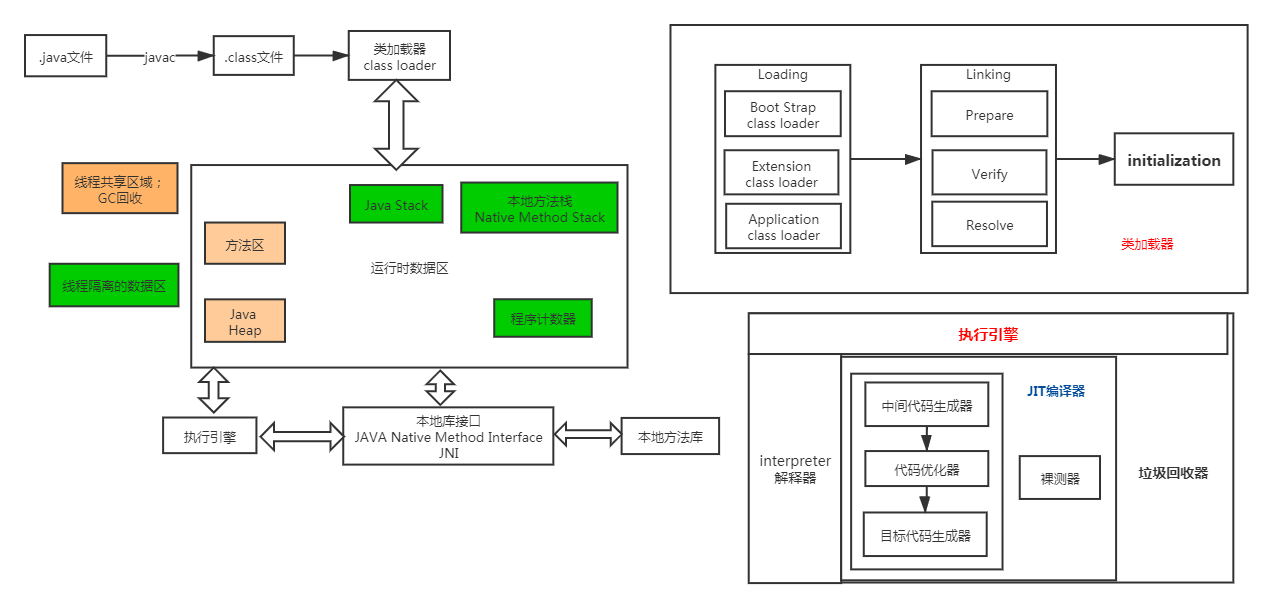 .java文件
javac
.class文件
类加载器
class loader
线程共享区域；
GC回收
线程隔离的数据区
Java Stack
本地方法栈
Native Method Stack
方法区
运行时数据区
Java
Heap
程序计数器
执行引擎
本地库接口
JAVA Native Method Interface
JNI
本地方法库
Loading
Boot Strap
class loader
Extension
class loader
Application
class loader
Linking
Prepare
Verify
Resolve
initialization
类加载器
执行引擎
interpreter
解释器
中间代码生成器
代码优化器
目标代码生成器
JIT编译器
裸测器
垃圾回收器